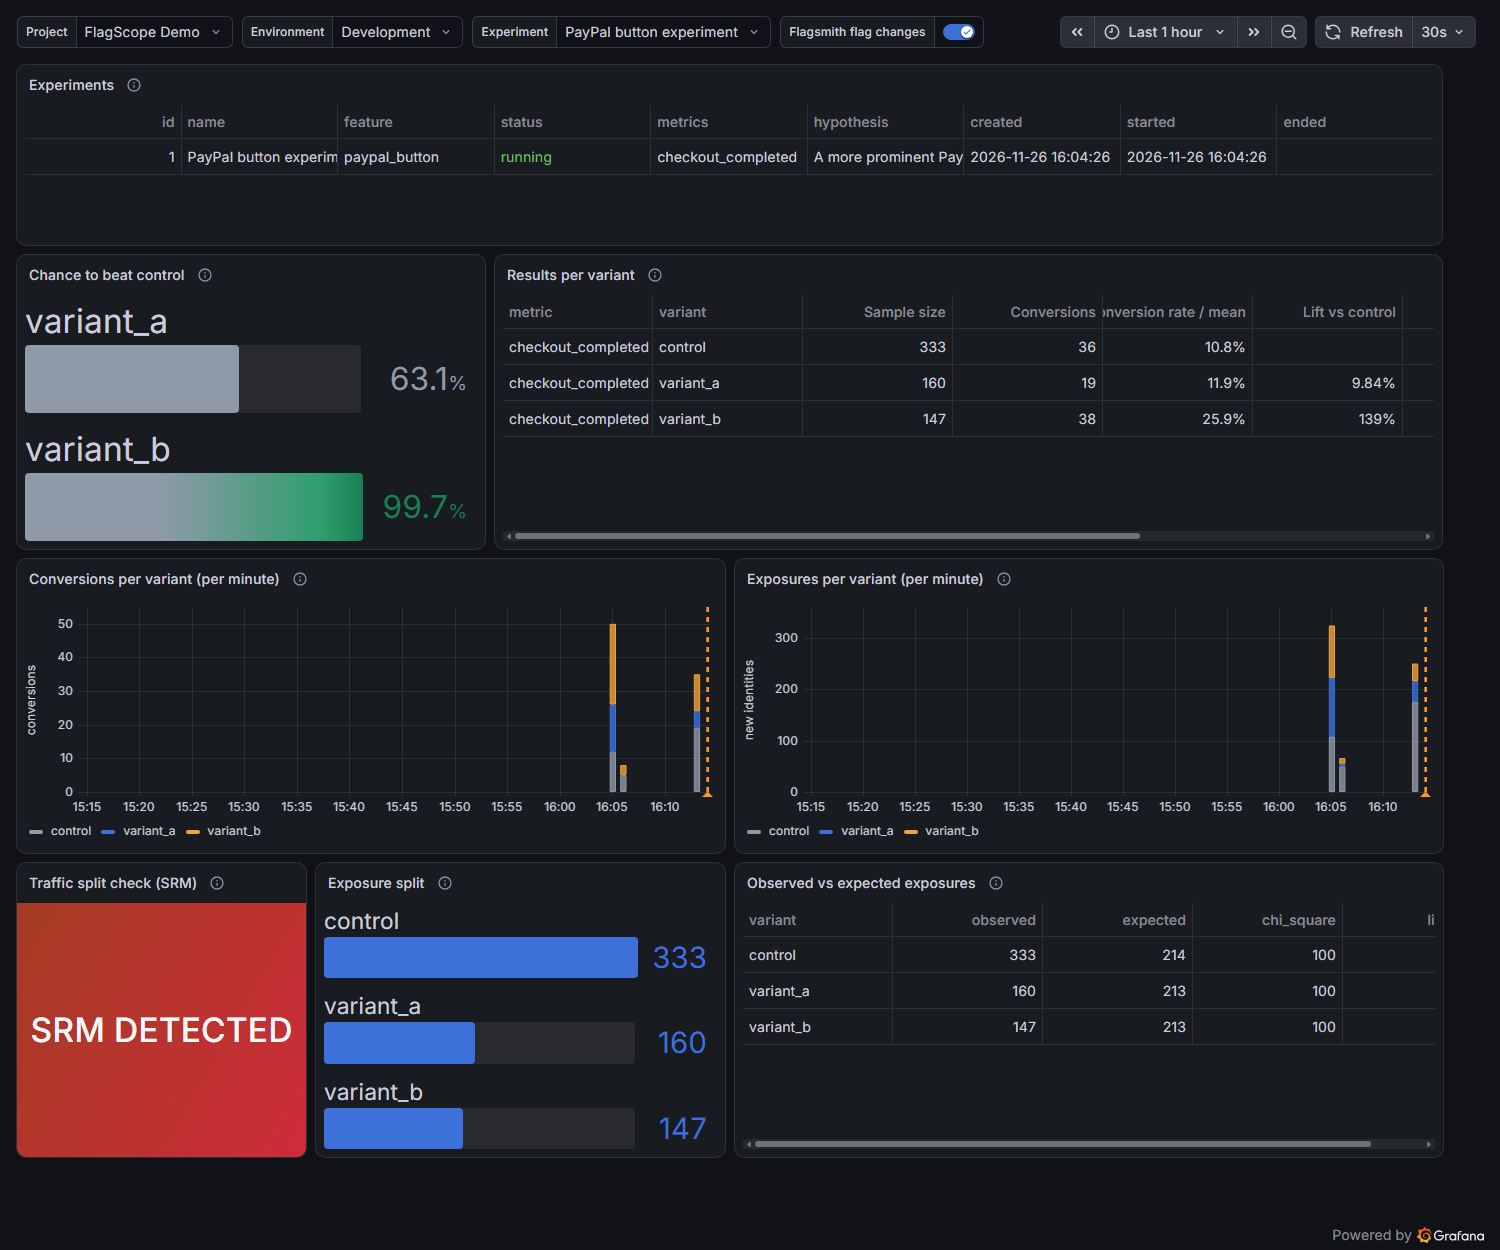 Project FlagScope Demo Environment Development Experiment PayPal button experiment Flagsmith flag changes Last 1 hour Refresh 30s
Experiments
id name feature status metrics hypothesis created started ended
1 PayPal button experim paypal_button running checkout_completed A more prominent Pay 2026-11-26 16:04:26 2026-11-26 16:04:26
Chance to beat control
variant_a
63.1%
variant_b
99.7%
Results per variant
metric variant Sample size Conversions onversion rate / mean Lift vs control
checkout_completed control 333 36 10.8%
checkout_completed variant_a 160 19 11.9% 9.84%
checkout_completed variant_b 147 38 25.9% 139%
Conversions per variant (per minute)
conversions
50
40
30
20
10
0
15:15 15:20 15:25 15:30 15:35 15:40 15:45 15:50 15:55 16:00 16:05 16:10
control variant_a variant_b
Exposures per variant (per minute)
new identities
300
200
100
0
15:15 15:20 15:25 15:30 15:35 15:40 15:45 15:50 15:55 16:00 16:05 16:10
control variant_a variant_b
Traffic split check (SRM)
SRM DETECTED
Exposure split
control
333
variant_a
160
variant_b
147
Observed vs expected exposures
variant observed expected chi_square li
control 333 214 100
variant_a 160 213 100
variant_b 147 213 100
Powered by Grafana